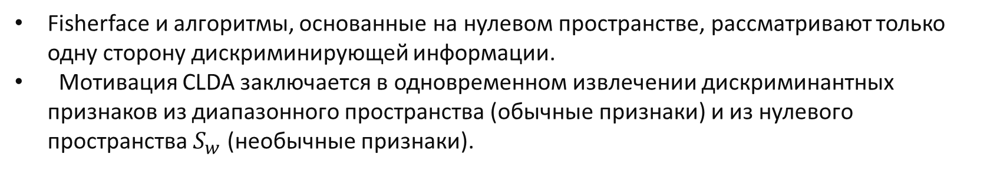 • Fisherface и алгоритмы, основанные на нулевом пространстве, рассматривают только
одну сторону дискриминирующей информации.
• Мотивация CLDA заключается в одновременном извлечении дискриминантных
признаков из диапазонного пространства (обычные признаки) и из нулевого
пространства S_w (необычные признаки).